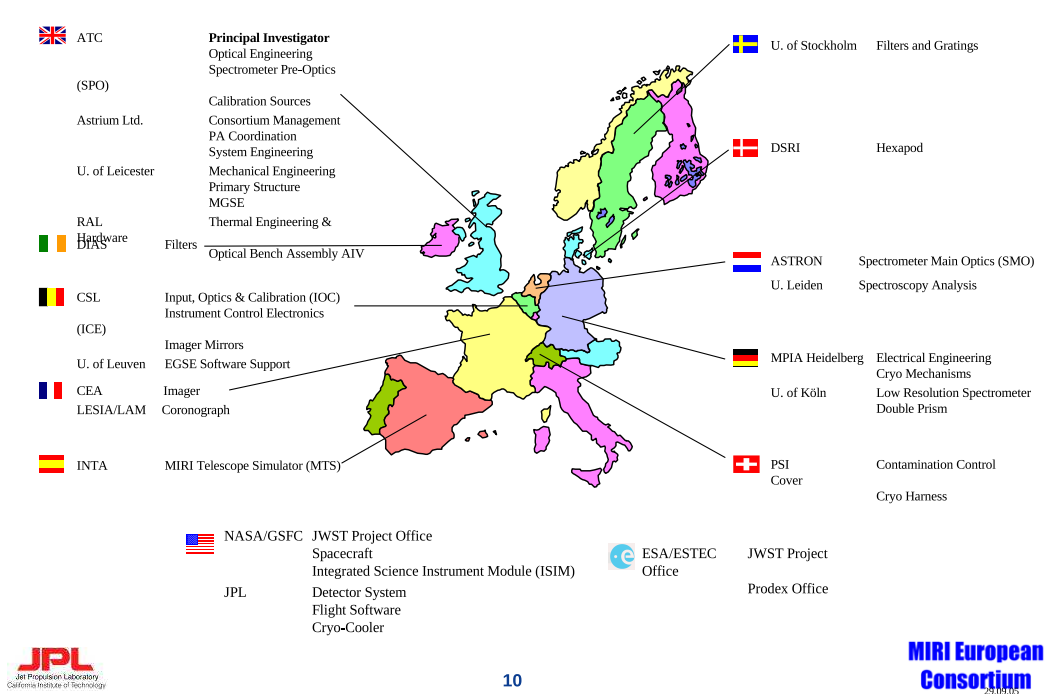 ATC Principal Investigator
Optical Engineering
Spectrometer Pre-Optics
(SPO)
Calibration Sources
Astrium Ltd. Consortium Management
PA Coordination
System Engineering
U. of Leicester Mechanical Engineering
Primary Structure
MGSE
RAL Thermal Engineering &
Hardware
Optical Bench Assembly AIV
DIAS Filters
CSL Input, Optics & Calibration (IOC)
Instrument Control Electronics
(ICE)
Imager Mirrors
U. of Leuven EGSE Software Support
CEA Imager
LESIA/LAM Coronograph
INTA MIRI Telescope Simulator (MTS)
U. of Stockholm Filters and Gratings
DSRI Hexapod
ASTRON Spectrometer Main Optics (SMO)
U. Leiden Spectroscopy Analysis
MPIA Heidelberg Electrical Engineering
Cryo Mechanisms
U. of Köln Low Resolution Spectrometer
Double Prism
PSI Contamination Control
Cover
Cryo Harness
NASA/GSFC JWST Project Office
Spacecraft
Integrated Science Instrument Module (ISIM)
JPL Detector System
Flight Software
Cryo-Cooler
e
ESA/ESTEC JWST Project
Office
Prodex Office
JPL
Jet Propulsion Laboratory
California Institute of Technology
10
MIRI European
Consortium
29.09.05